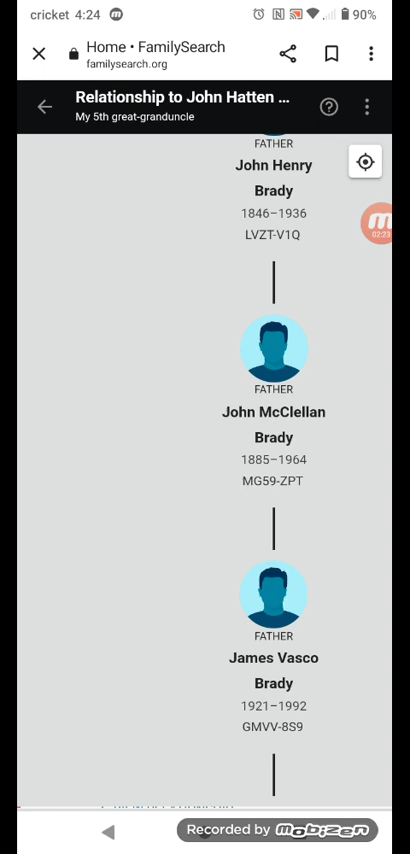 cricket 4:24 90%
Home • FamilySearch
familysearch.org
Relationship to John Hatten ...
My 5th great-granduncle
FATHER
John Henry
Brady
1846–1936
LVZT-V1Q
02:23
FATHER
John McClellan
Brady
1885–1964
MG59-ZPT
FATHER
James Vasco
Brady
1921–1992
GMVV-8S9
Recorded by mobizen